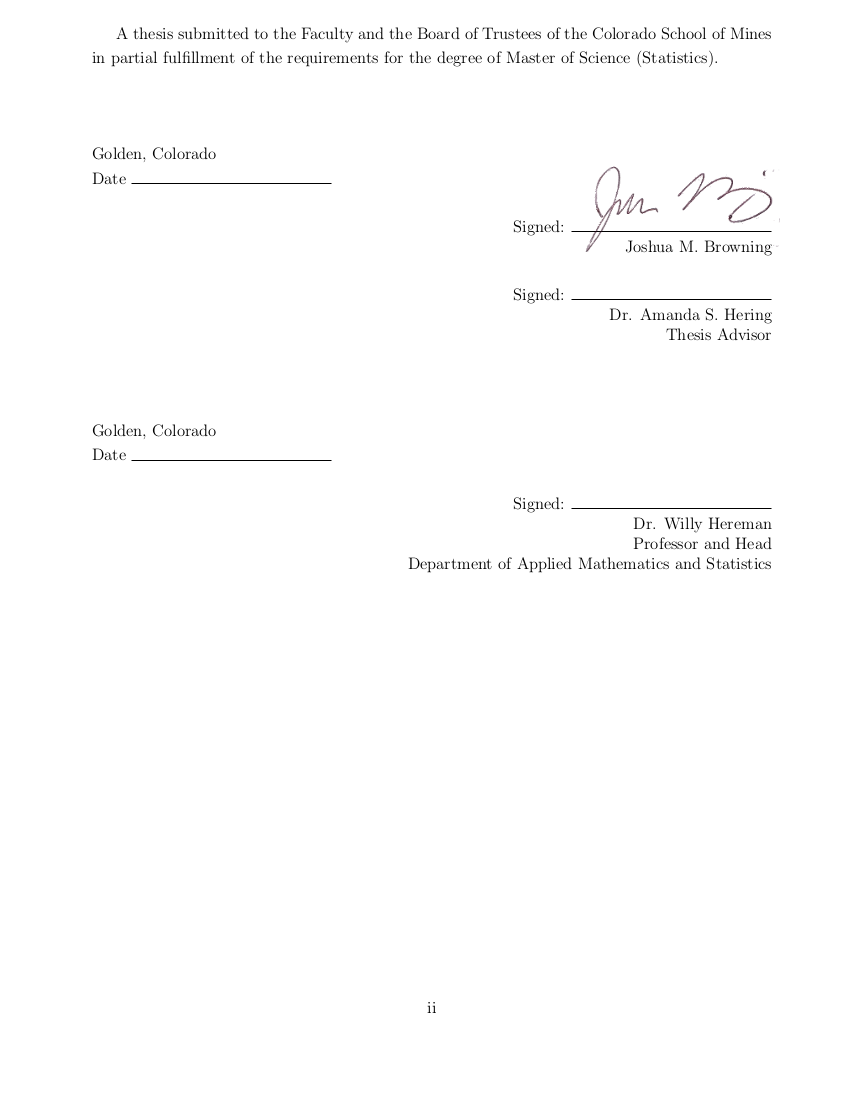 A thesis submitted to the Faculty and the Board of Trustees of the Colorado School of Mines
in partial fulfillment of the requirements for the degree of Master of Science (Statistics).
Golden, Colorado
Date
Signed:
Joshua M. Browning
Signed:
Dr. Amanda S. Hering
Thesis Advisor
Golden, Colorado
Date
Signed:
Dr. Willy Hereman
Professor and Head
Department of Applied Mathematics and Statistics
ii